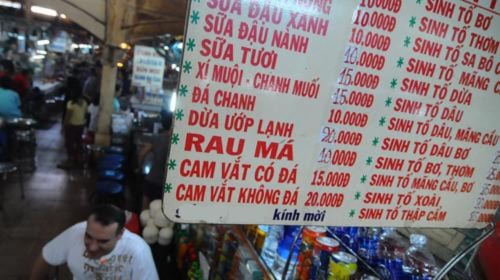 SỮA ĐẬU XANH 10.000Đ * SINH TỐ BƠ
* SỮA ĐẬU NÀNH 10.000Đ * SINH TỐ THƠM
* SỮA TƯƠI 10.000Đ * SINH TỐ SA BÔ
* XÍ MUỘI - CHANH MUỐI 15.000Đ * SINH TỐ MÃNG
* ĐÁ CHANH 15.000Đ * SINH TỐ DỪA
* DỪA ƯỚP LẠNH 20.000Đ * SINH TỐ DÂU
* RAU MÁ 10.000Đ * SINH TỐ DÂU, MÃNG CẦU
* CAM VẮT CÓ ĐÁ 15.000Đ * SINH TỐ DÂU BƠ
* CAM VẮT KHÔNG ĐÁ 20.000Đ * SINH TỐ BƠ, THƠM
* SINH TỐ MÃNG CẦU, BƠ
* SINH TỐ XOÀI,
* SINH TỐ THẬP CẨM
kính mời